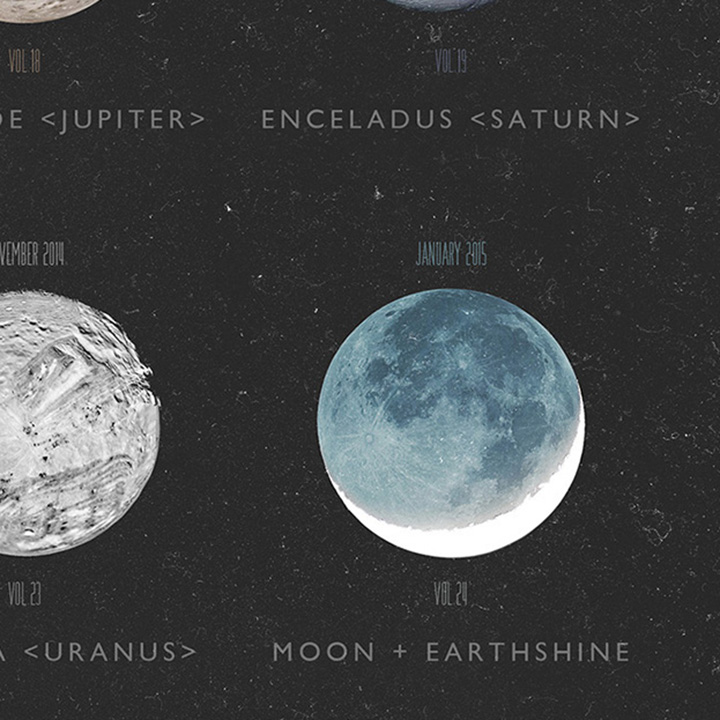 VOL 18
VOL 19
DE <JUPITER>
ENCELADUS <SATURN>
VEMBER 2014
JANUARY 2015
VOL 23
VOL 24
A <URANUS>
MOON + EARTHSHINE